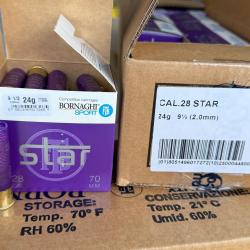 9 1/2 24g
Competition cartridges
BORNAGHI
SPORT
star
28
70
MM
CAL.28 STAR
24g 9½ (2,0mm)
STORAGE:
Temp. 70° F
RH 60%
Temp. 21° C
Umid. 60%